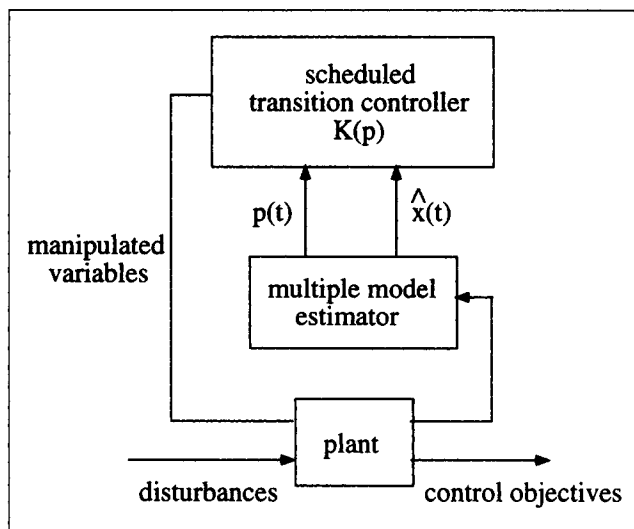 scheduled
transition controller
K(p)
p(t)
x̂(t)
manipulated
variables
multiple model
estimator
plant
disturbances
control objectives